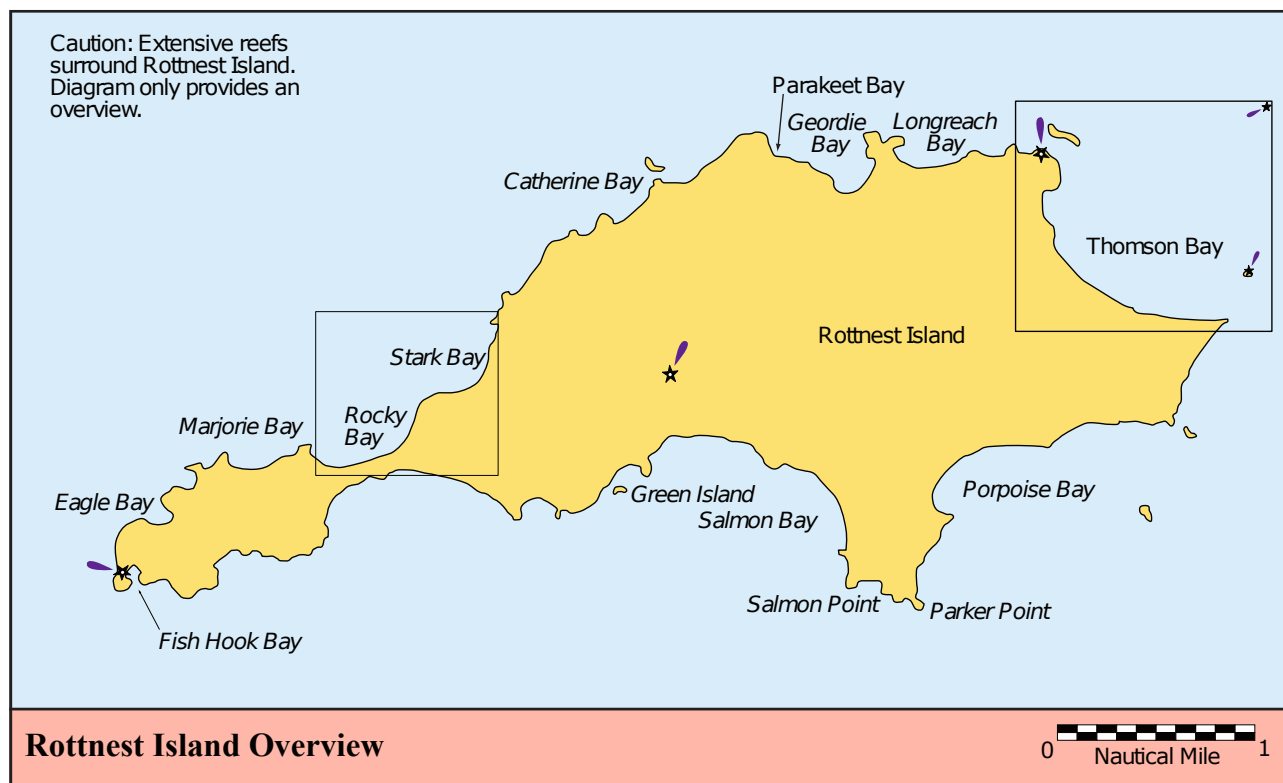 Caution: Extensive reefs
surround Rottnest Island.
Diagram only provides an
overview.
Parakeet Bay
Geordie
Bay
Longreach
Bay
Catherine Bay
Thomson Bay
Rottnest Island
Stark Bay
Rocky
Bay
Marjorie Bay
Eagle Bay
Green Island
Salmon Bay
Porpoise Bay
Salmon Point
Parker Point
Fish Hook Bay
Rottnest Island Overview
0
1
Nautical Mile